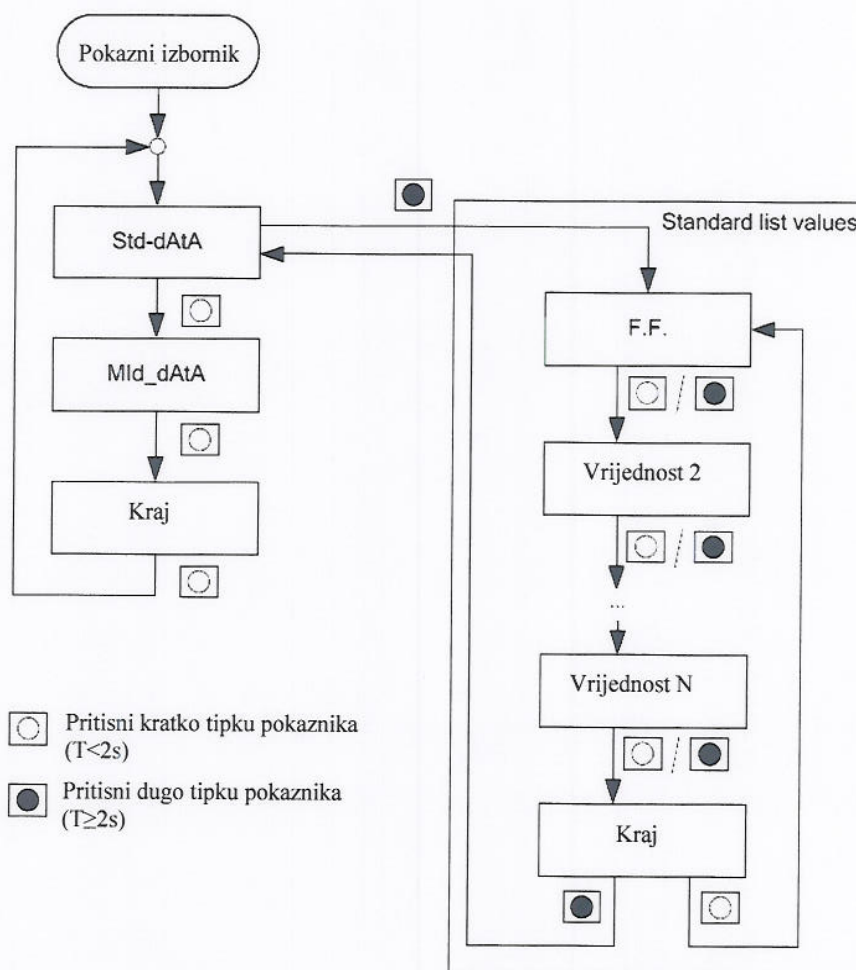 Pokazni izbornik
Std-dAtA
MId_dAtA
Kraj
Standard list values
F.F.
/
Vrijednost 2
/
...
Vrijednost N
/
Kraj
Pritisni kratko tipku pokaznika
(T<2s)
Pritisni dugo tipku pokaznika
(T≥2s)